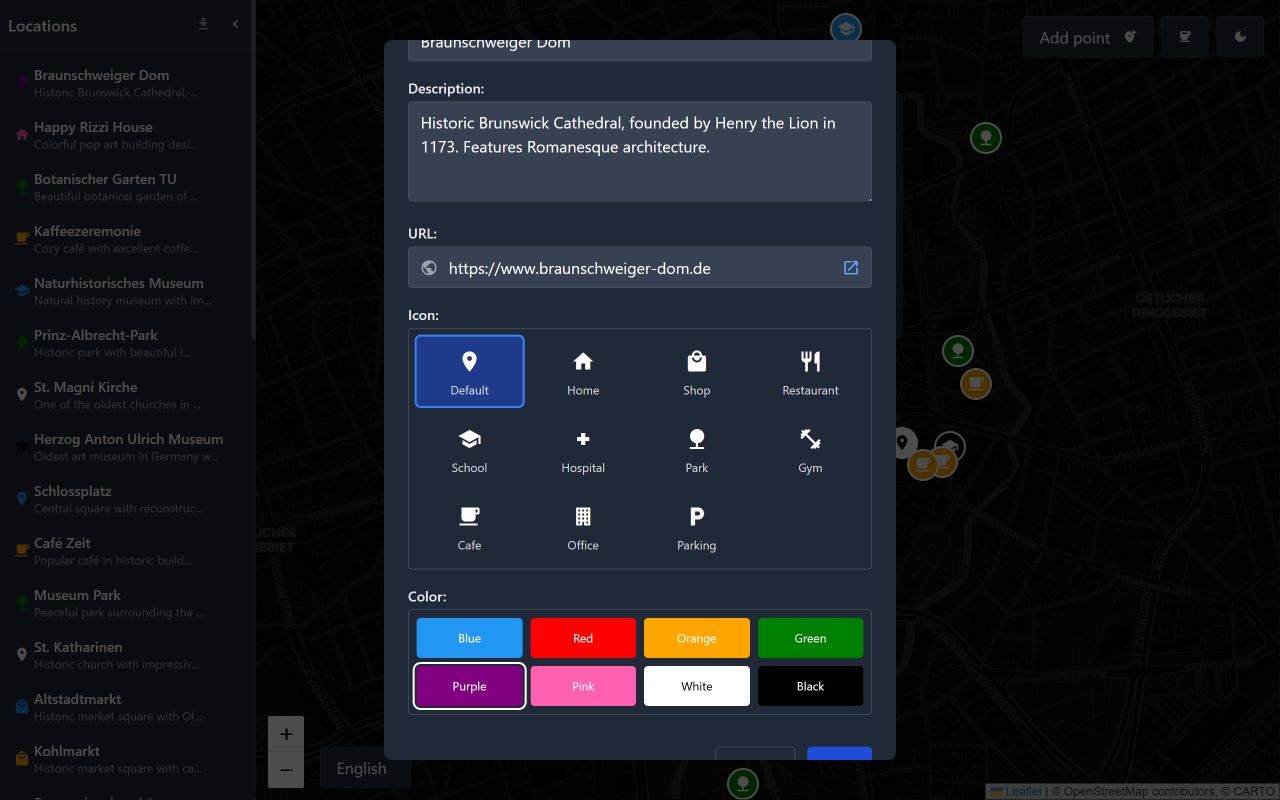 Locations
Braunschweiger Dom
Historic Brunswick Cathedral, ...
Happy Rizzi House
Colorful pop art building desi...
Botanischer Garten TU
Beautiful botanical garden of ...
Kaffeezeremonie
Cozy café with excellent coffe...
Naturhistorisches Museum
Natural history museum with im...
Prinz-Albrecht-Park
Historic park with beautiful l...
St. Magni Kirche
One of the oldest churches in ...
Herzog Anton Ulrich Museum
Oldest art museum in Germany w...
Schlossplatz
Central square with reconstruc...
Café Zeit
Popular café in historic build...
Museum Park
Peaceful park surrounding the ...
St. Katharinen
Historic church with impressiv...
Altstadtmarkt
Historic market square with Ol...
Kohlmarkt
Historic market square with ca...
Braunschweiger Dom
Description:
Historic Brunswick Cathedral, founded by Henry the Lion in
1173. Features Romanesque architecture.
URL:
https://www.braunschweiger-dom.de
Icon:
Default
Home
Shop
Restaurant
School
Hospital
Park
Gym
Cafe
Office
Parking
Color:
Blue
Red
Orange
Green
Purple
Pink
White
Black
Add point
ÖSTLICHES
RINGGEBIET
+
−
English
Leaflet | © OpenStreetMap contributors, © CARTO